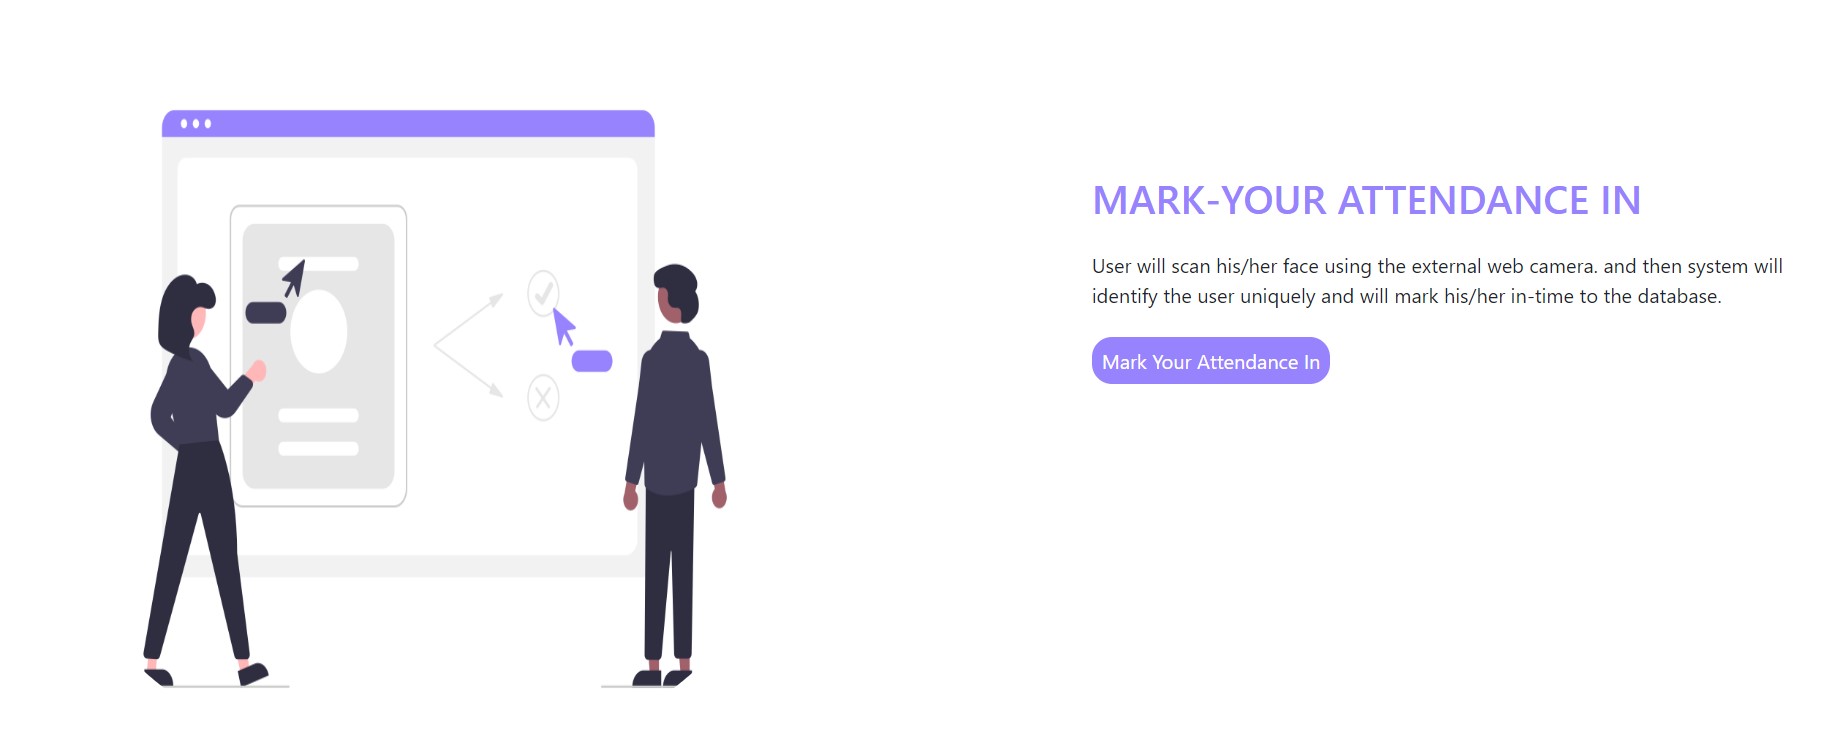 MARK-YOUR ATTENDANCE IN
User will scan his/her face using the external web camera. and then system will
identify the user uniquely and will mark his/her in-time to the database.
Mark Your Attendance In